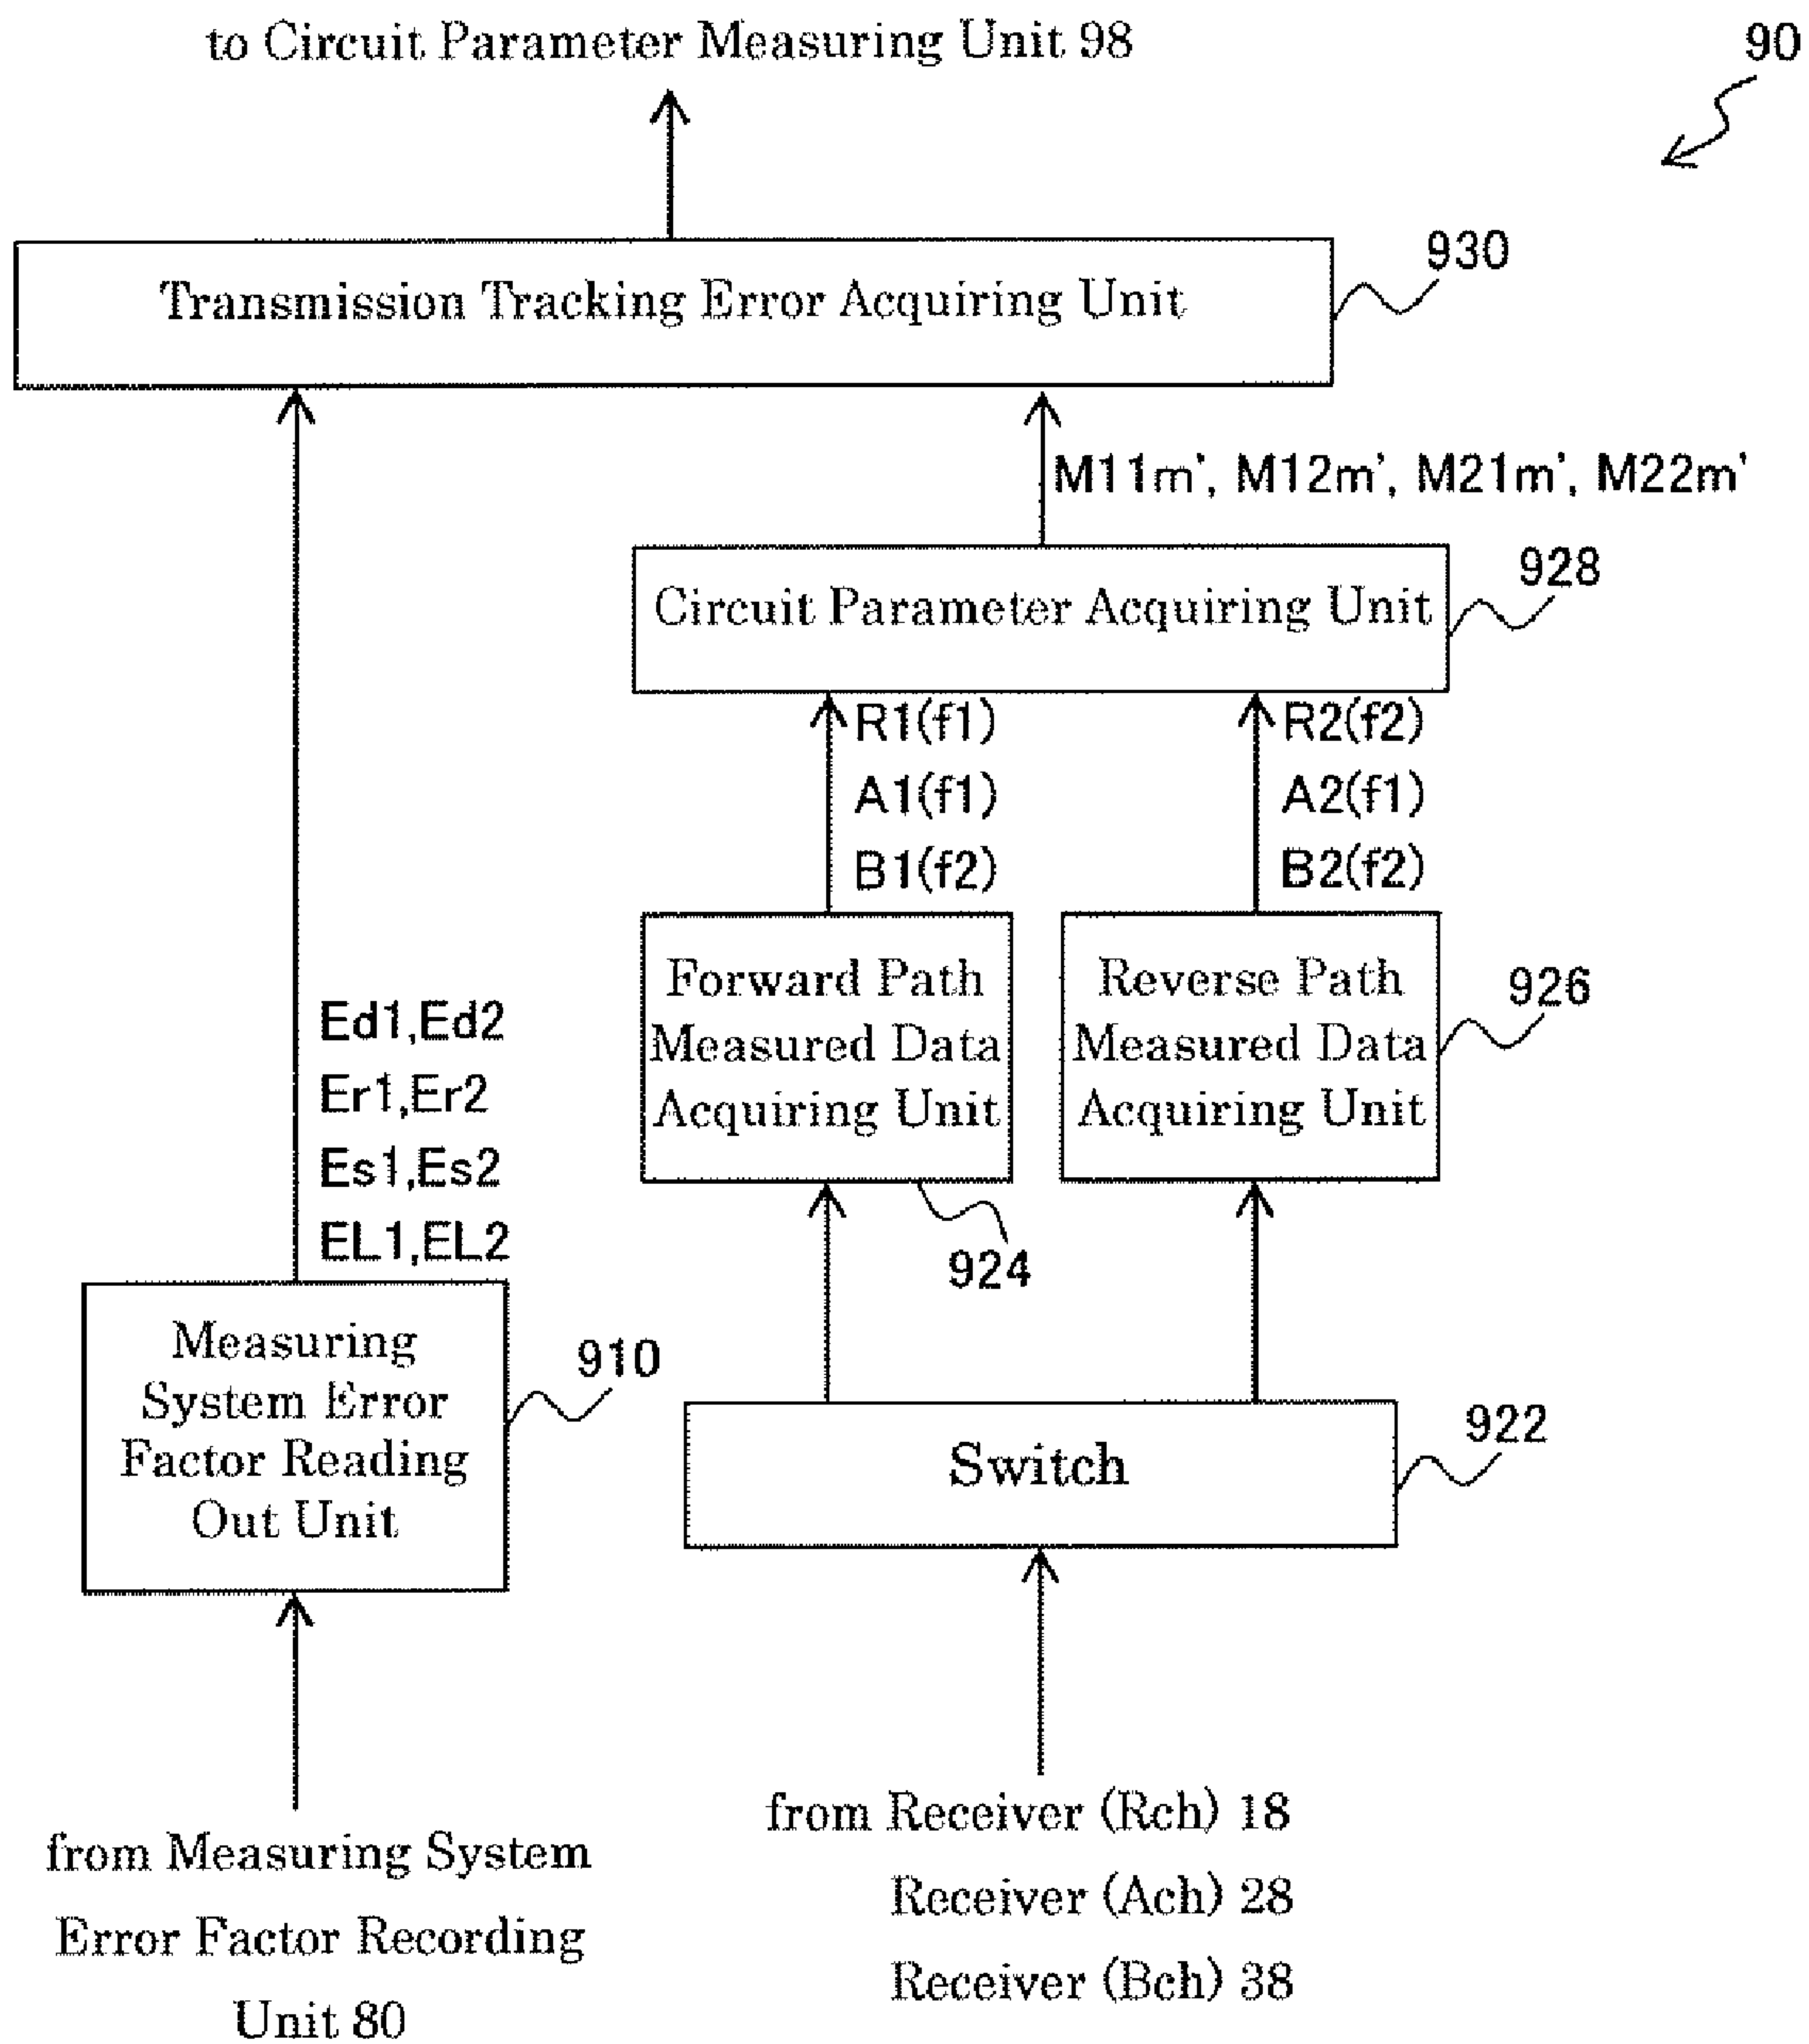 to Circuit Parameter Measuring Unit 98
90
930
Transmission Tracking Error Acquiring Unit
M11m', M12m', M21m', M22m'
928
Circuit Parameter Acquiring Unit
R1(f1)
A1(f1)
B1(f2)
R2(f2)
A2(f1)
B2(f2)
Forward Path
Measured Data
Acquiring Unit
924
Reverse Path
Measured Data
Acquiring Unit
926
Ed1,Ed2
Er1,Er2
Es1,Es2
EL1,EL2
Measuring
System Error
Factor Reading
Out Unit
910
Switch
922
from Measuring System
Error Factor Recording
Unit 80
from Receiver (Rch) 18
Receiver (Ach) 28
Receiver (Bch) 38